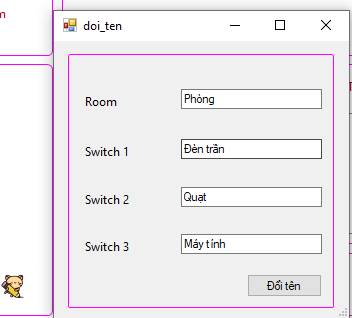 doi_ten
Room
Phòng
Switch 1
Đèn trần
Switch 2
Quạt
Switch 3
Máy tính
Đổi tên